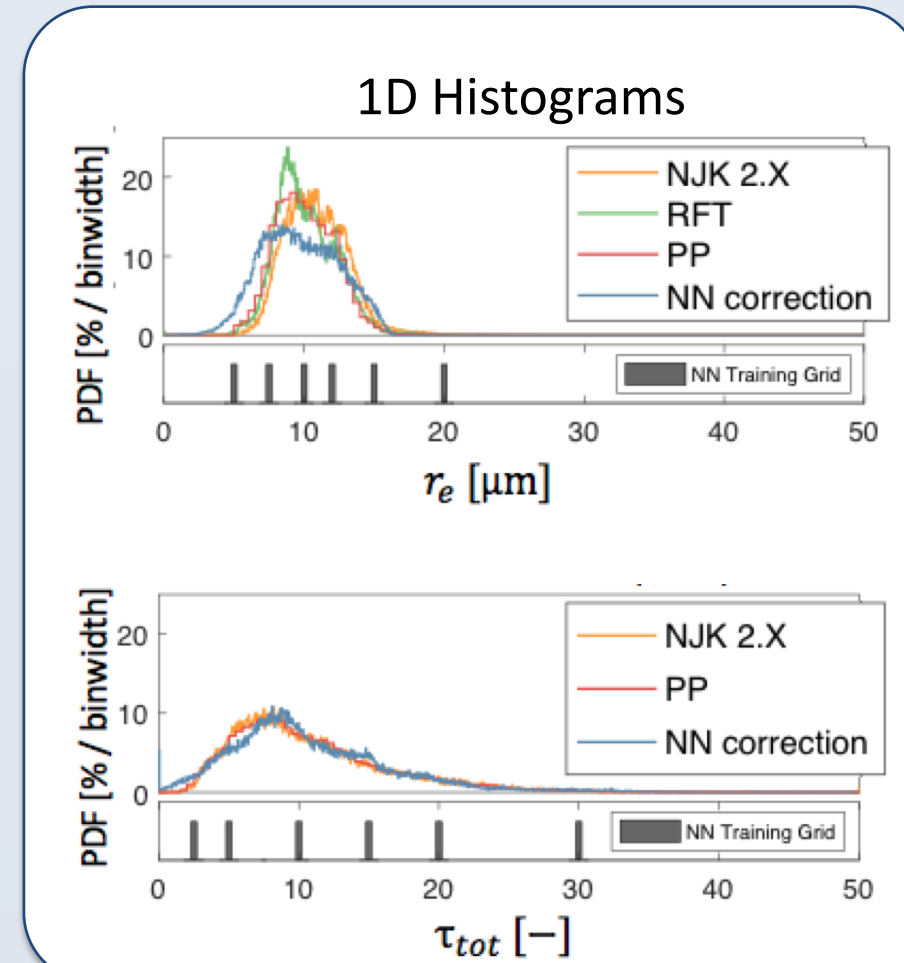 1D Histograms
PDF [% / binwidth]
20
10
0
NJK 2.X
RFT
PP
NN correction
NN Training Grid
0 10 20 30 40 50
r_e [μm]
PDF [% / binwidth]
20
10
0
NJK 2.X
PP
NN correction
NN Training Grid
0 10 20 30 40 50
τ_tot [−]